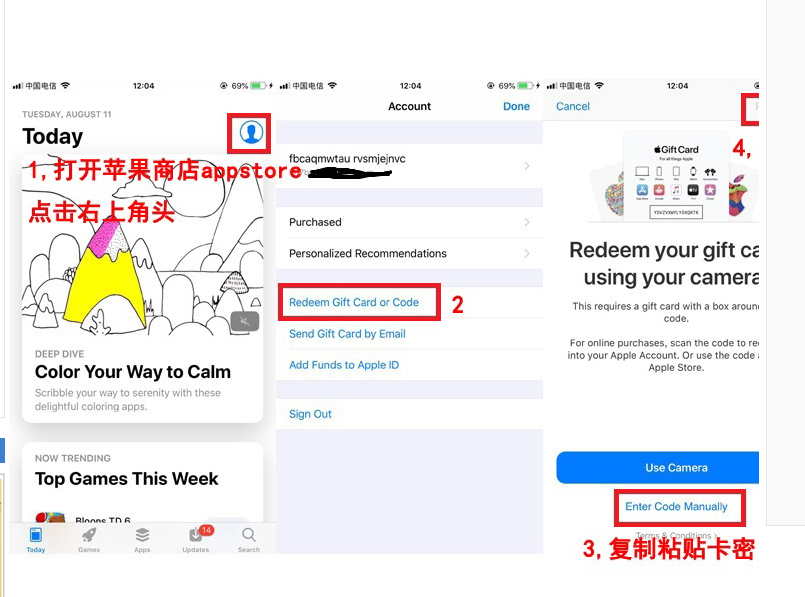 中国电信
12:04
69%
TUESDAY, AUGUST 11
Today
1,打开苹果商店appstore
点击右上角头
DEEP DIVE
Color Your Way to Calm
Scribble your way to serenity with these
delightful coloring apps.
NOW TRENDING
Top Games This Week
Bloons TD 6
14
Today
Games
Apps
Updates
Search
中国电信
12:04
69%
Account
Done
fbcaqmwtau rvsmjejnvc
Purchased
Personalized Recommendations
Redeem Gift Card or Code
2
Send Gift Card by Email
Add Funds to Apple ID
Sign Out
中国电信
12:04
Cancel
4,
GiftCard
For all things Apple
Redeem your gift ca
using your camera
This requires a gift card with a box aroun
code.
For online purchases, scan the code to re
into your Apple Account. Or use the code
Apple Store.
Use Camera
Enter Code Manually
Terms & Conditions >
3,复制粘贴卡密